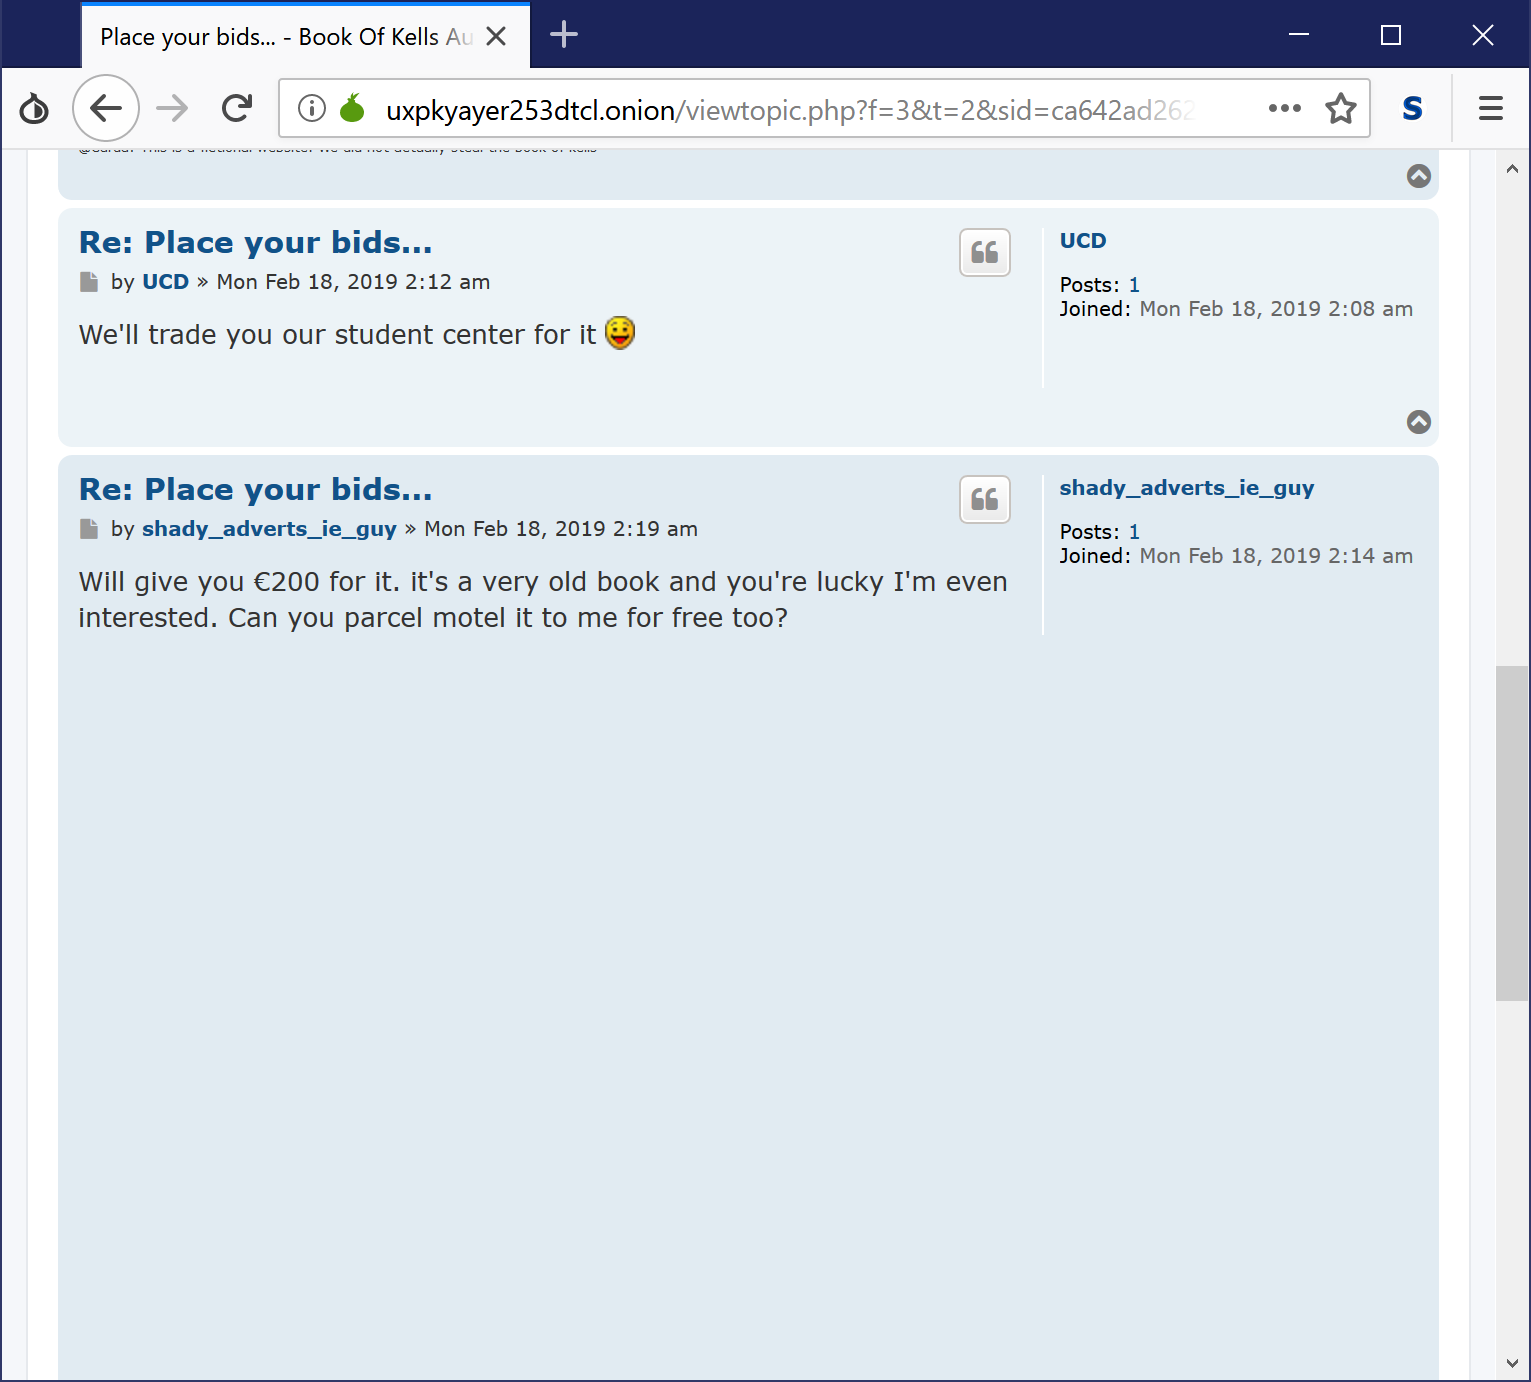 Place your bids... - Book Of Kells Au
uxpkyayer253dtcl.onion/viewtopic.php?f=3&t=2&sid=ca642ad262
S
Re: Place your bids...
by UCD » Mon Feb 18, 2019 2:12 am
We'll trade you our student center for it
UCD
Posts: 1
Joined: Mon Feb 18, 2019 2:08 am
Re: Place your bids...
by shady_adverts_ie_guy » Mon Feb 18, 2019 2:19 am
Will give you €200 for it. it's a very old book and you're lucky I'm even
interested. Can you parcel motel it to me for free too?
shady_adverts_ie_guy
Posts: 1
Joined: Mon Feb 18, 2019 2:14 am